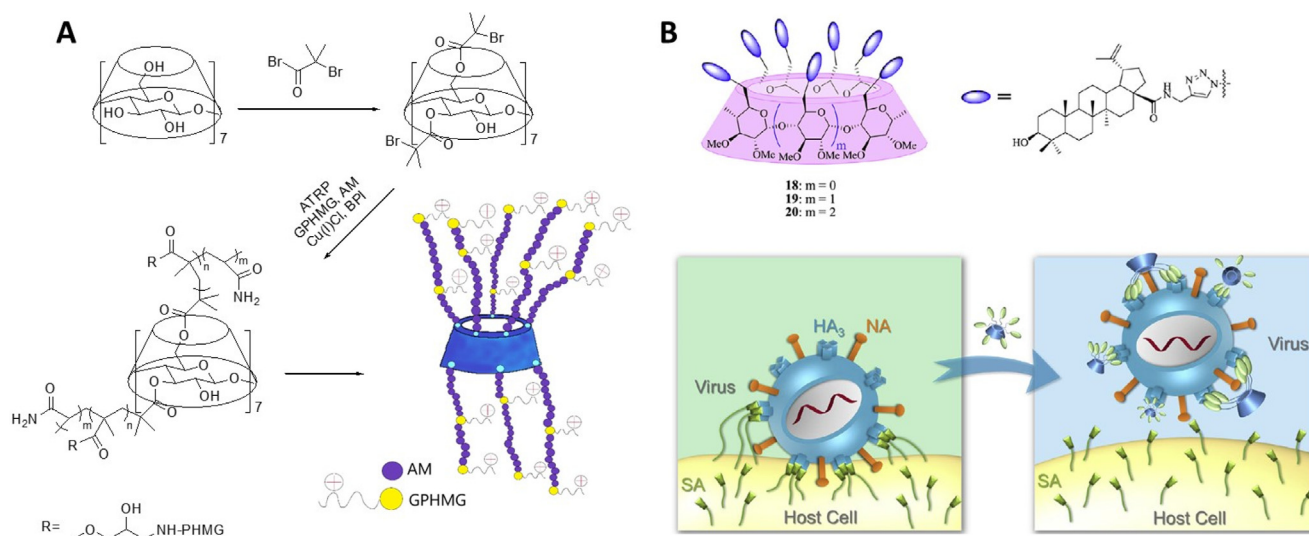 A
OH
O
HO
OH
O
7
Br
Br
O
Br
O
O
O
O
OH
O
Br
O
7
ATRP
GPHMG, AM
Cu(I)Cl, BPI
O
R
n
m
O
NH2
O
O
O
O
OH
O
7
H2N
O
m
n
R
O
O
AM
GPHMG
R=
O
OH
NH-PHMG
B
MeO
OMe
MeO
OMe
MeO
OMe
m
18: m = 0
19: m = 1
20: m = 2
=
HO
H
N
O
N=N
N
Virus
HA3
NA
SA
Host Cell
Virus
SA
Host Cell